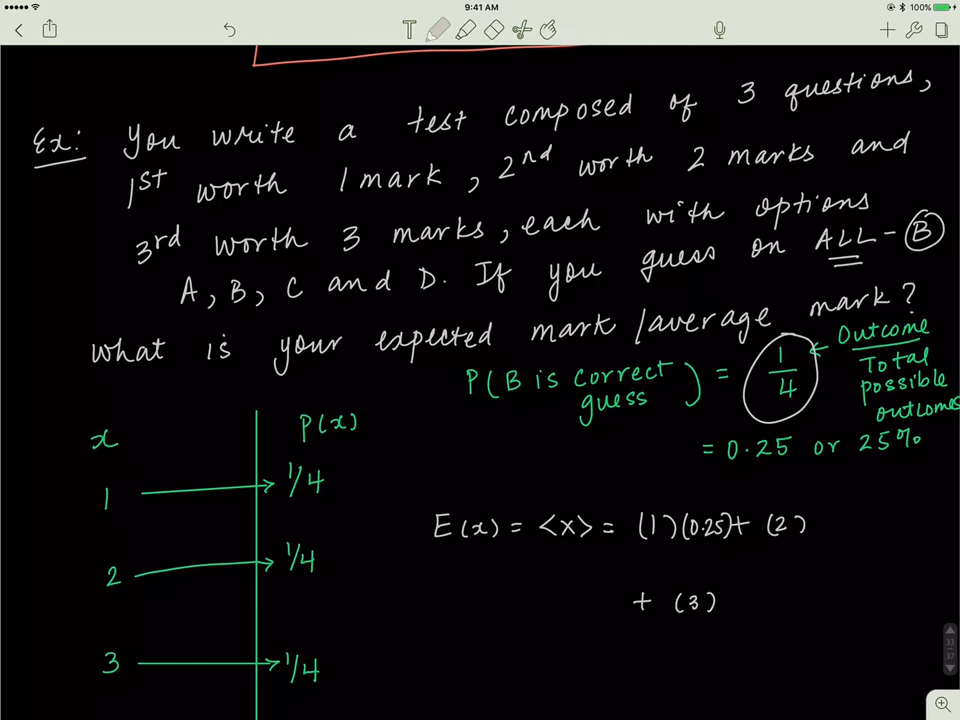 9:41 AM
100%
T
Ex: You write a test composed of 3 questions,
1st worth 1 mark, 2nd worth 2 marks and
3rd worth 3 marks, each with options
A, B, C and D. If you guess on ALL - B
what is your expected mark / average mark?
P(B is correct guess) = 1/4 ← Outcome
Total possible outcomes
= 0.25 or 25%
x P(x)
1 → 1/4
2 → 1/4
3 → 1/4
E(x) = <x> = (1)(0.25) + (2)
+ (3)
33
37